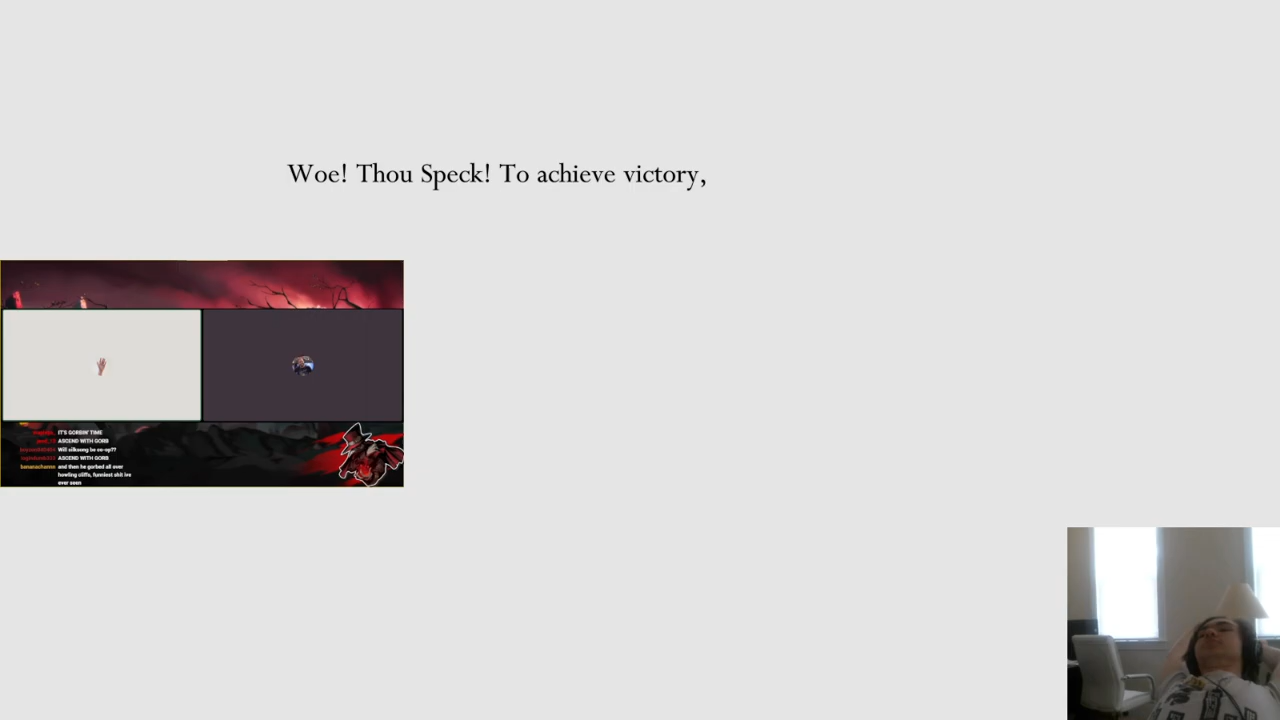 Woe! Thou Speck! To achieve victory,
IT'S GORBIN' TIME
ASCEND WITH GORB
Will silksong be co-op??
ASCEND WITH GORB
and then he gorbed all over
howling cliffs, funniest shit ive
ever seen